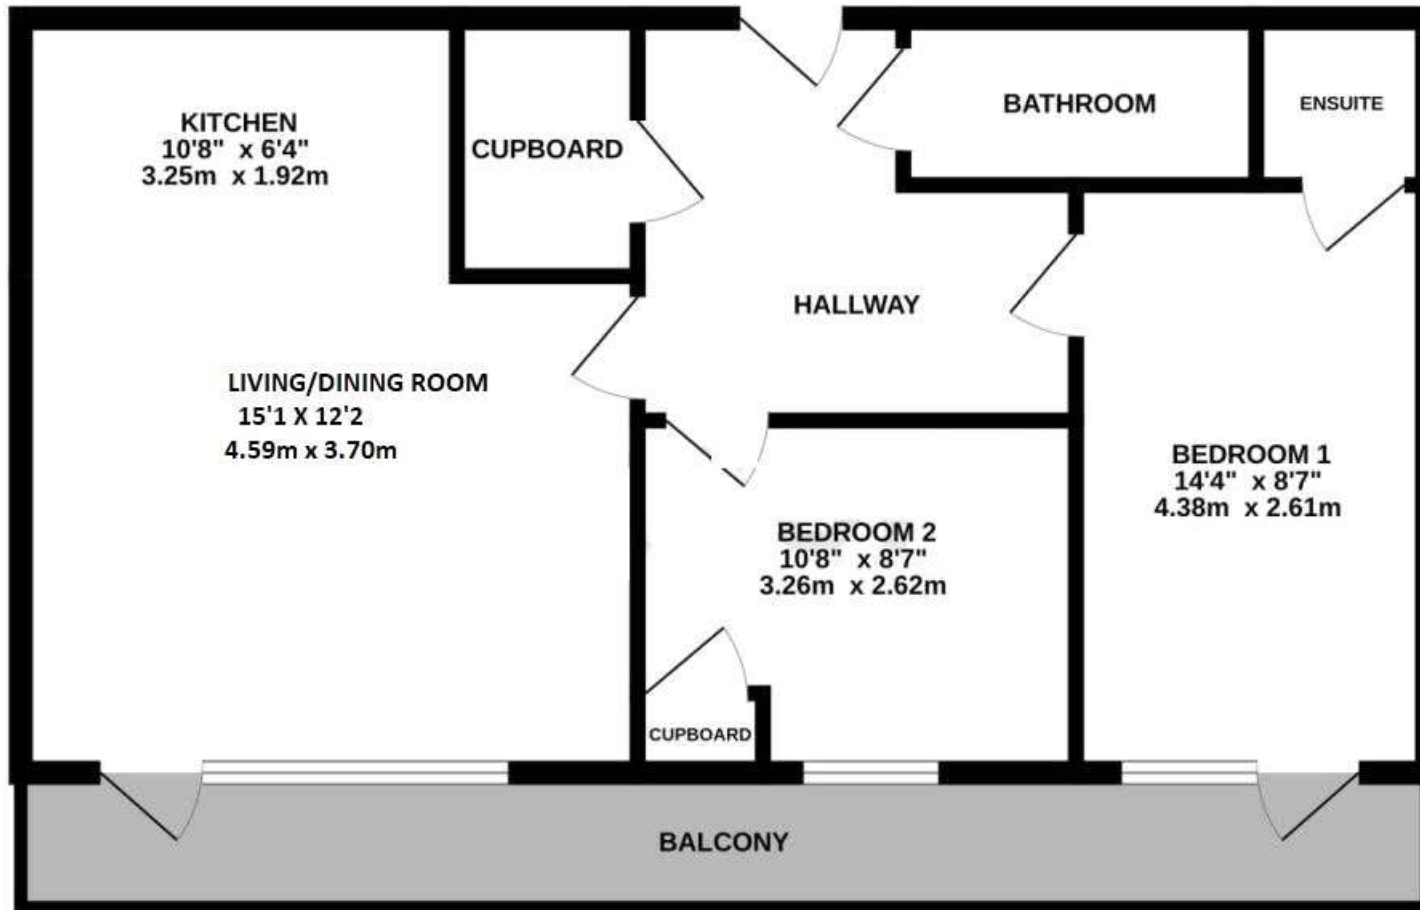 KITCHEN
10'8" x 6'4"
3.25m x 1.92m
CUPBOARD
BATHROOM
ENSUITE
HALLWAY
LIVING/DINING ROOM
15'1 X 12'2
4.59m x 3.70m
BEDROOM 1
14'4" x 8'7"
4.38m x 2.61m
BEDROOM 2
10'8" x 8'7"
3.26m x 2.62m
CUPBOARD
BALCONY